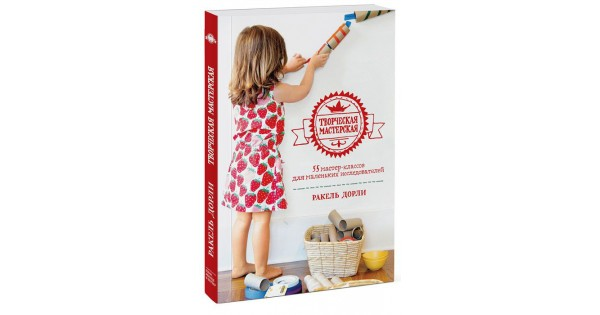 ТВОРЧЕСКАЯ
МАСТЕРСКАЯ
55 мастер-классов
для маленьких исследователей
РАКЕЛЬ ДОРЛИ
РАКЕЛЬ ДОРЛИ ТВОРЧЕСКАЯ МАСТЕРСКАЯ